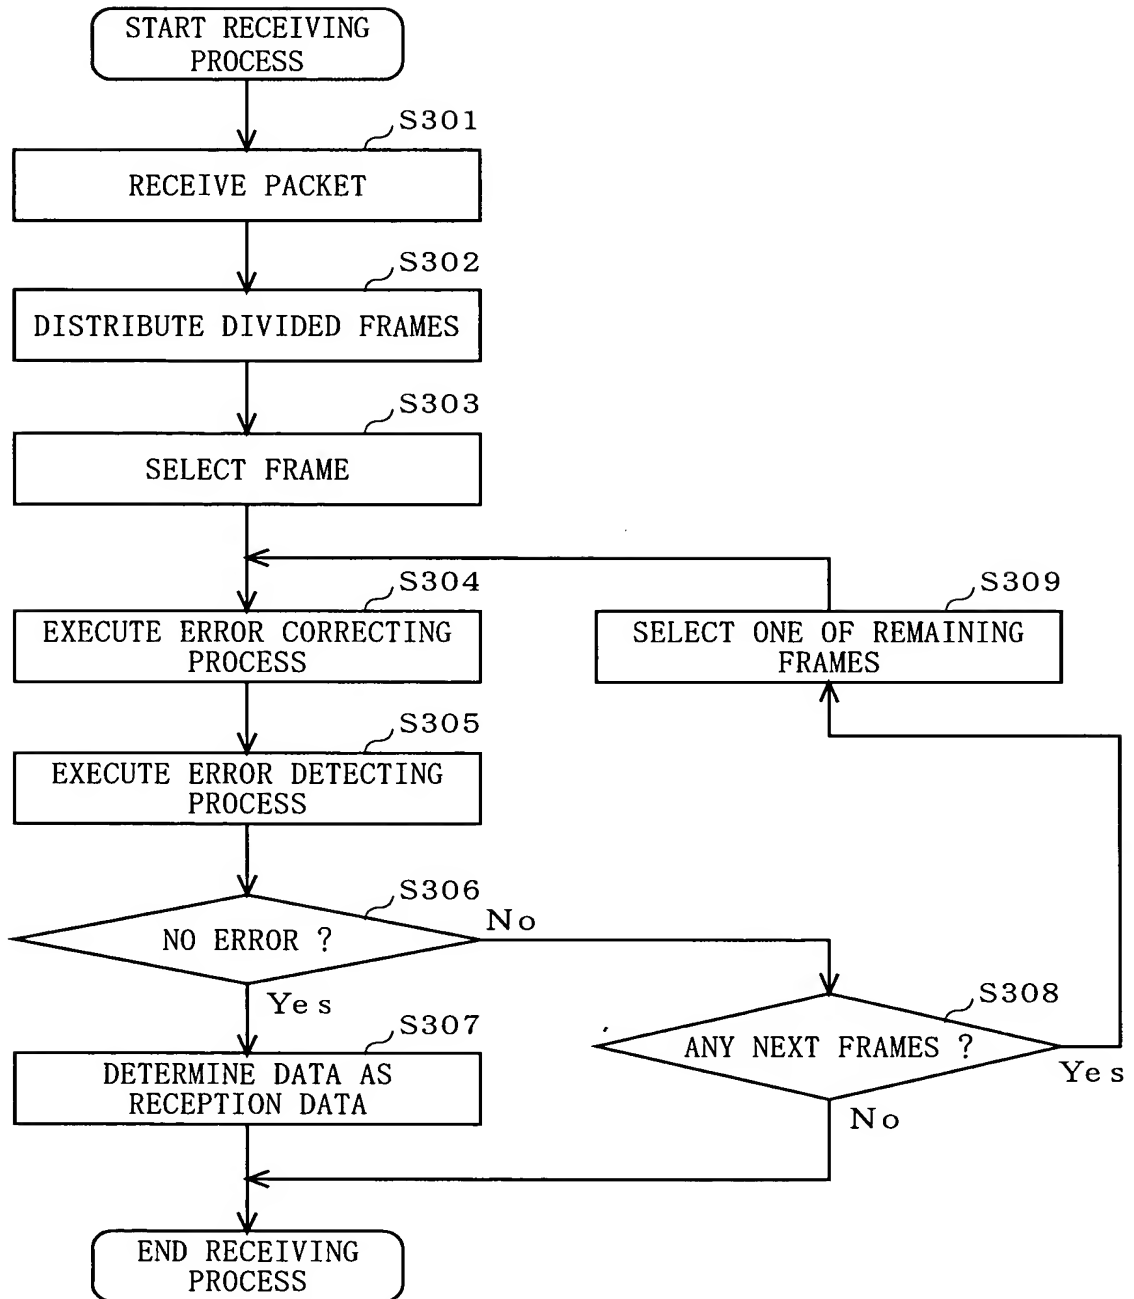 START RECEIVING
PROCESS
S301
RECEIVE PACKET
S302
DISTRIBUTE DIVIDED FRAMES
S303
SELECT FRAME
S304
EXECUTE ERROR CORRECTING
PROCESS
S309
SELECT ONE OF REMAINING
FRAMES
S305
EXECUTE ERROR DETECTING
PROCESS
S306
NO ERROR ?
No
Yes
S308
ANY NEXT FRAMES ?
Yes
No
S307
DETERMINE DATA AS
RECEPTION DATA
END RECEIVING
PROCESS